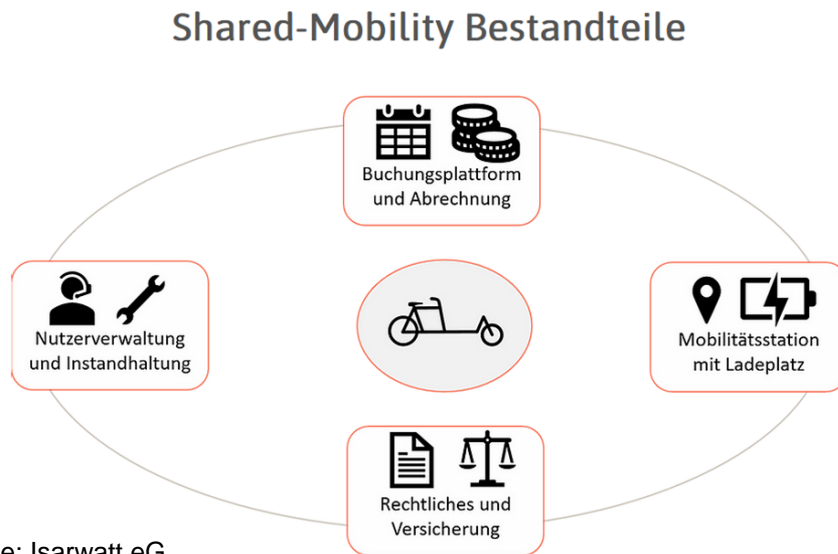 Shared-Mobility Bestandteile
Buchungsplattform
und Abrechnung
Nutzerverwaltung
und Instandhaltung
Mobilitätsstation
mit Ladeplatz
Rechtliches und
Versicherung
e: Isarwatt eG